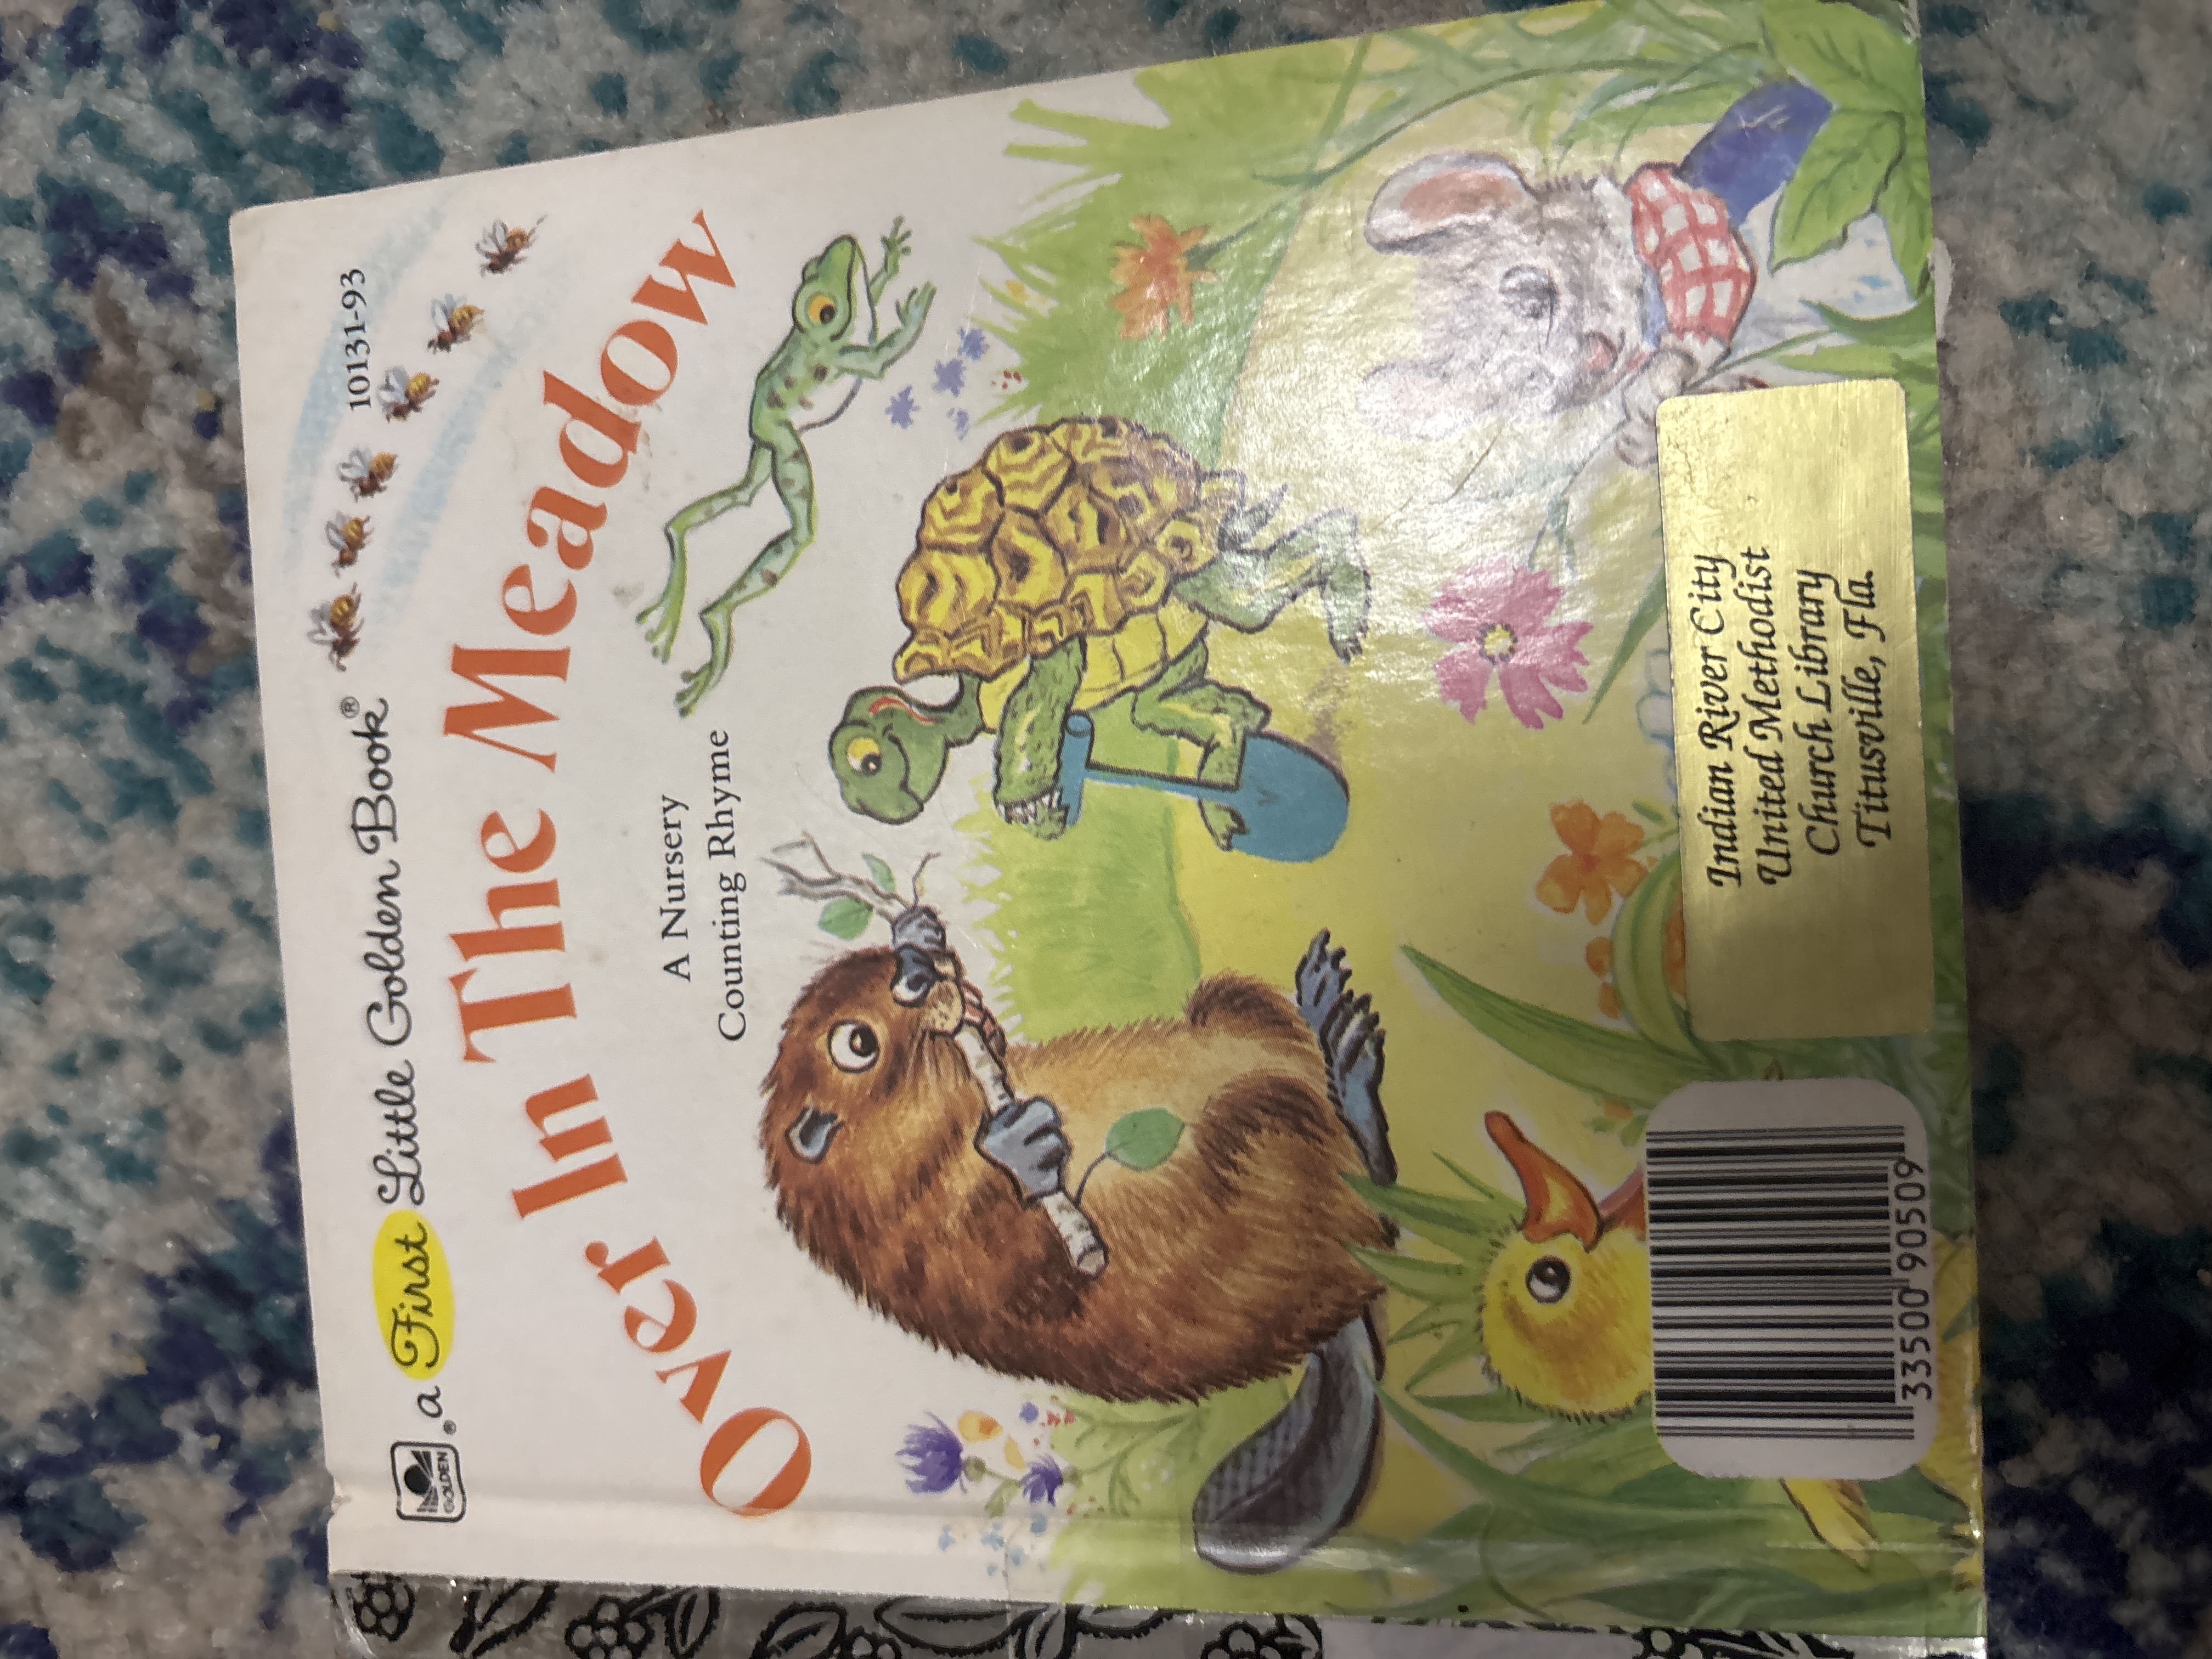 GOLDEN®
a First Little Golden Book®
10131-93
Over In The Meadow
A Nursery
Counting Rhyme
Indian River City
United Methodist
Church Library
Titusville, Fla.
33500 90509